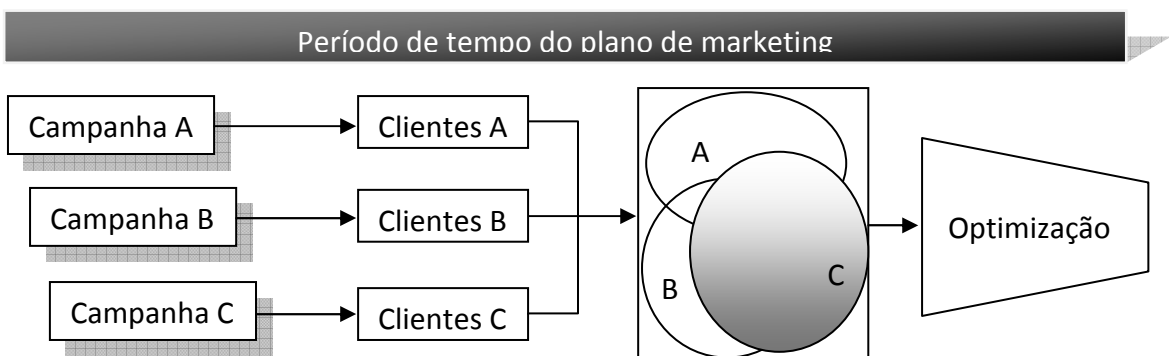 Período de tempo do plano de marketing
Campanha A
Clientes A
Campanha B
Clientes B
Campanha C
Clientes C
A
B
C
Optimização